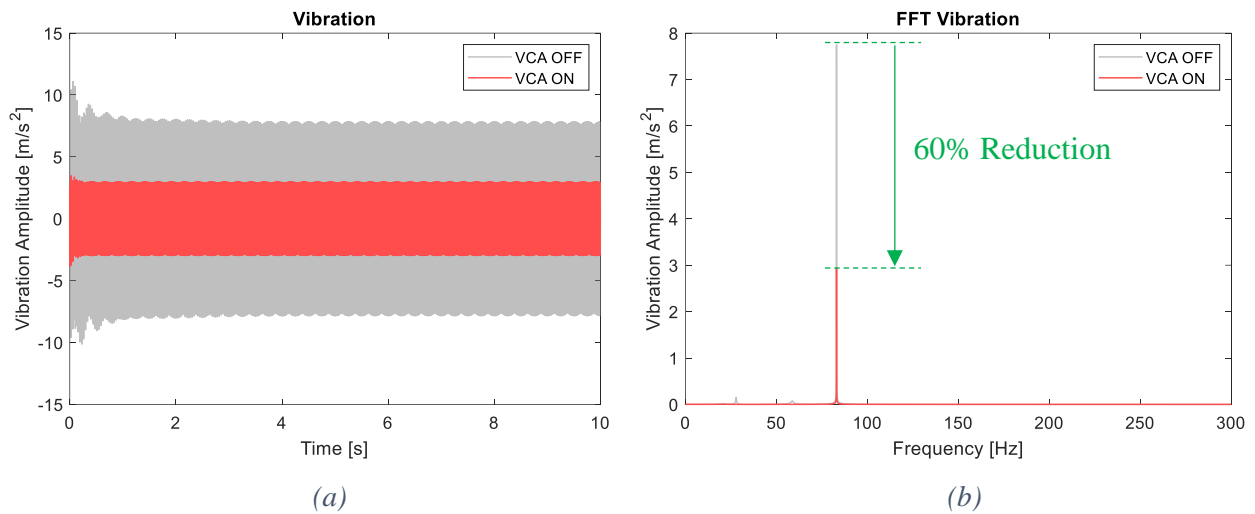 Vibration
15
10
5
0
-5
-10
-15
0
2
4
6
8
10
Vibration Amplitude [m/s²]
Time [s]
VCA OFF
VCA ON
(a)
FFT Vibration
8
7
6
5
4
3
2
1
0
0
50
100
150
200
250
300
Vibration Amplitude [m/s²]
Frequency [Hz]
VCA OFF
VCA ON
60% Reduction
(b)